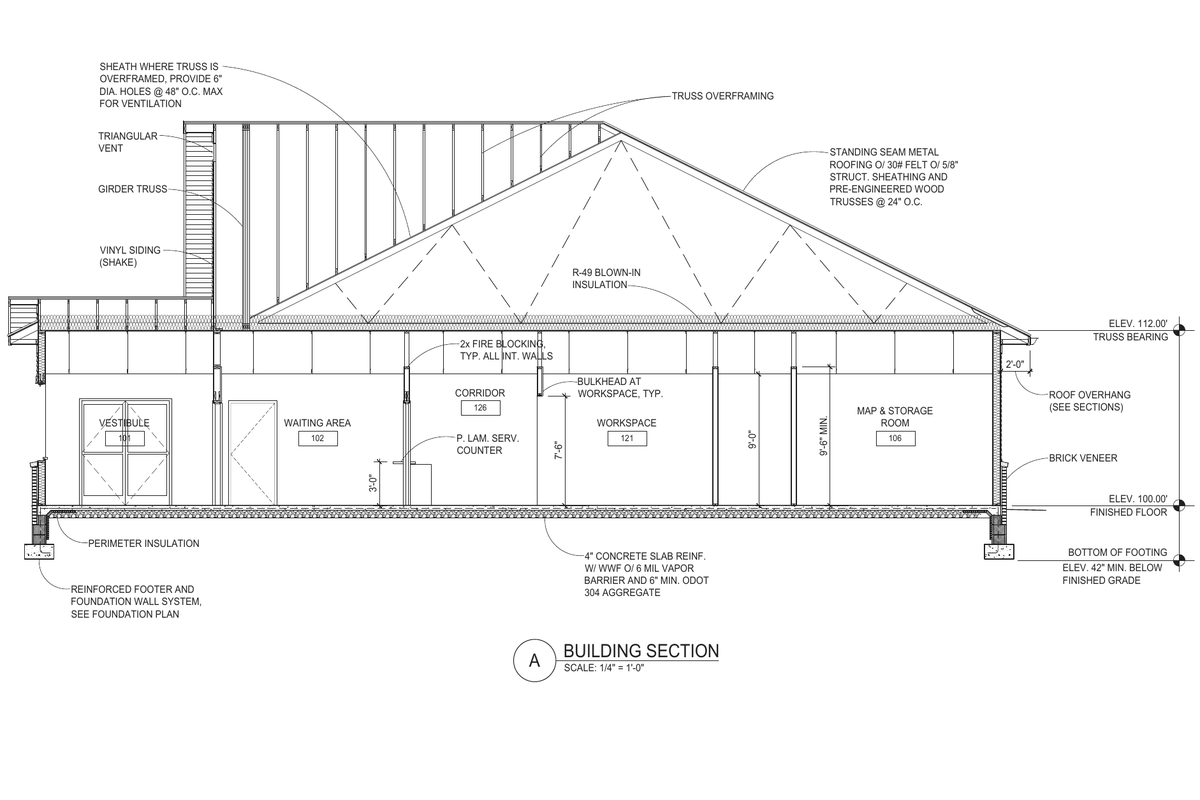 SHEATH WHERE TRUSS IS
OVERFRAMED, PROVIDE 6"
DIA. HOLES @ 48" O.C. MAX
FOR VENTILATION
TRUSS OVERFRAMING
TRIANGULAR
VENT
STANDING SEAM METAL
ROOFING O/ 30# FELT O/ 5/8"
STRUCT. SHEATHING AND
PRE-ENGINEERED WOOD
TRUSSES @ 24" O.C.
GIRDER TRUSS
VINYL SIDING
(SHAKE)
R-49 BLOWN-IN
INSULATION
ELEV. 112.00'
TRUSS BEARING
2x FIRE BLOCKING,
TYP. ALL INT. WALLS
2'-0"
BULKHEAD AT
WORKSPACE, TYP.
ROOF OVERHANG
(SEE SECTIONS)
CORRIDOR
126
VESTIBULE
101
WAITING AREA
102
WORKSPACE
121
MAP & STORAGE
ROOM
106
P. LAM. SERV.
COUNTER
3'-0"
7'-6"
9'-0"
9'-6" MIN.
BRICK VENEER
ELEV. 100.00'
FINISHED FLOOR
PERIMETER INSULATION
BOTTOM OF FOOTING
ELEV. 42" MIN. BELOW
FINISHED GRADE
4" CONCRETE SLAB REINF.
W/ WWF O/ 6 MIL VAPOR
BARRIER AND 6" MIN. ODOT
304 AGGREGATE
REINFORCED FOOTER AND
FOUNDATION WALL SYSTEM,
SEE FOUNDATION PLAN
A
BUILDING SECTION
SCALE: 1/4" = 1'-0"